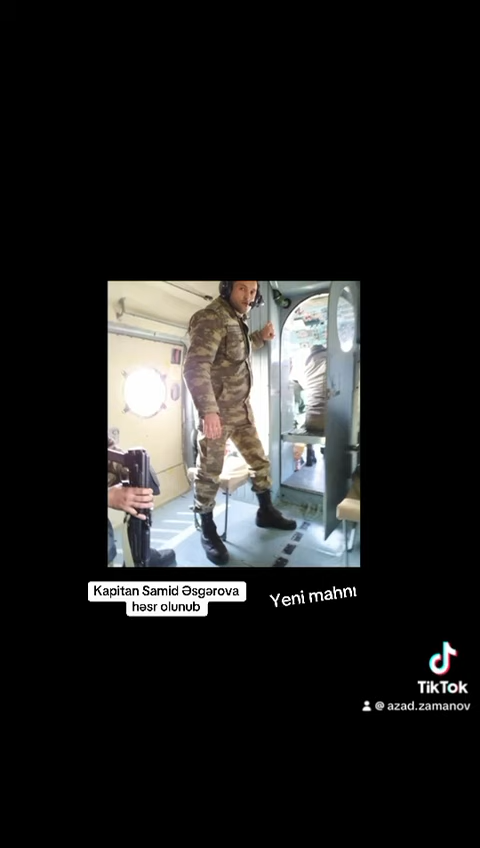 Kapitan Samid Əsgərova
həsr olunub
Yeni mahnı
TikTok
@ azad.zamanov